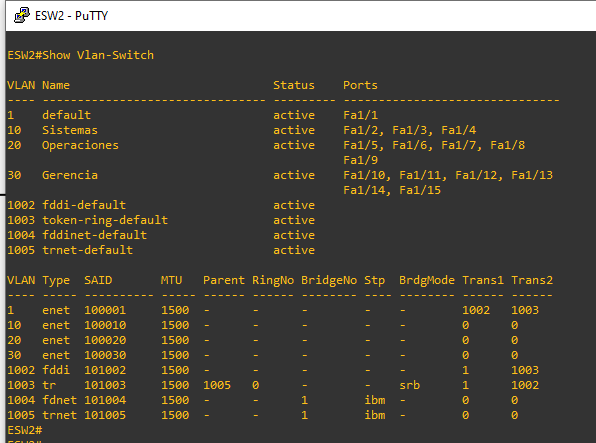 ESW2 - PuTTY
ESW2#Show Vlan-Switch
VLAN Name                             Status    Ports
---- -------------------------------- --------- -------------------------------
1    default                          active    Fa1/1
10   Sistemas                         active    Fa1/2, Fa1/3, Fa1/4
20   Operaciones                      active    Fa1/5, Fa1/6, Fa1/7, Fa1/8
                                                Fa1/9
30   Gerencia                         active    Fa1/10, Fa1/11, Fa1/12, Fa1/13
                                                Fa1/14, Fa1/15
1002 fddi-default                     active
1003 token-ring-default               active
1004 fddinet-default                  active
1005 trnet-default                    active
VLAN Type  SAID       MTU   Parent RingNo BridgeNo Stp  BrdgMode Trans1 Trans2
---- ----- ---------- ----- ------ ------ -------- ---- -------- ------ ------
1    enet  100001     1500  -      -      -        -    -        1002   1003
10   enet  100010     1500  -      -      -        -    -        0      0
20   enet  100020     1500  -      -      -        -    -        0      0
30   enet  100030     1500  -      -      -        -    -        0      0
1002 fddi  101002     1500  -      -      -        -    -        1      1003
1003 tr    101003     1500  1005   0      -        -    srb      1      1002
1004 fdnet 101004     1500  -      -      1        ibm  -        0      0
1005 trnet 101005     1500  -      -      1        ibm  -        0      0
ESW2#
ESW2#